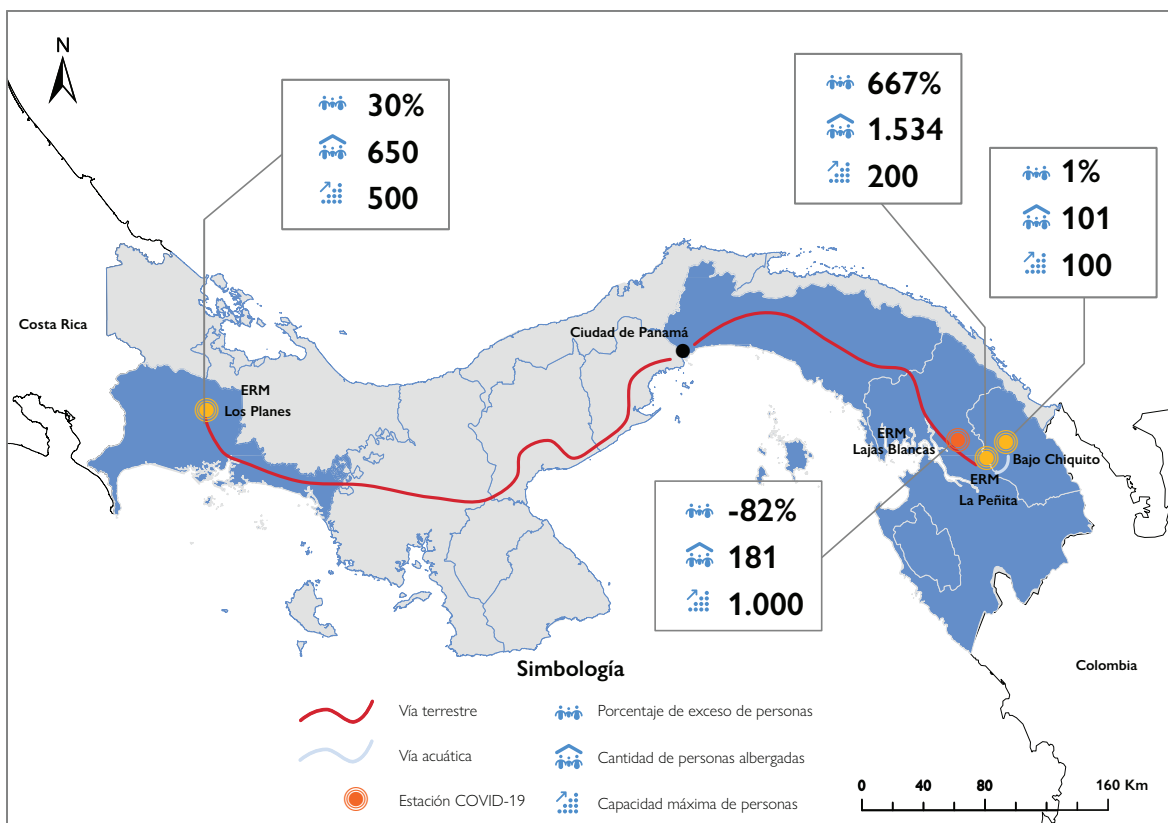 N
30%
650
500
667%
1.534
200
1%
101
100
Costa Rica
Ciudad de Panamá
ERM
Los Planes
ERM
Lajas Blancas
Bajo Chiquito
ERM
La Peñita
-82%
181
1.000
Colombia
Simbología
Vía terrestre
Porcentaje de exceso de personas
Vía acuática
Cantidad de personas albergadas
Estación COVID-19
Capacidad máxima de personas
0 40 80 160 Km